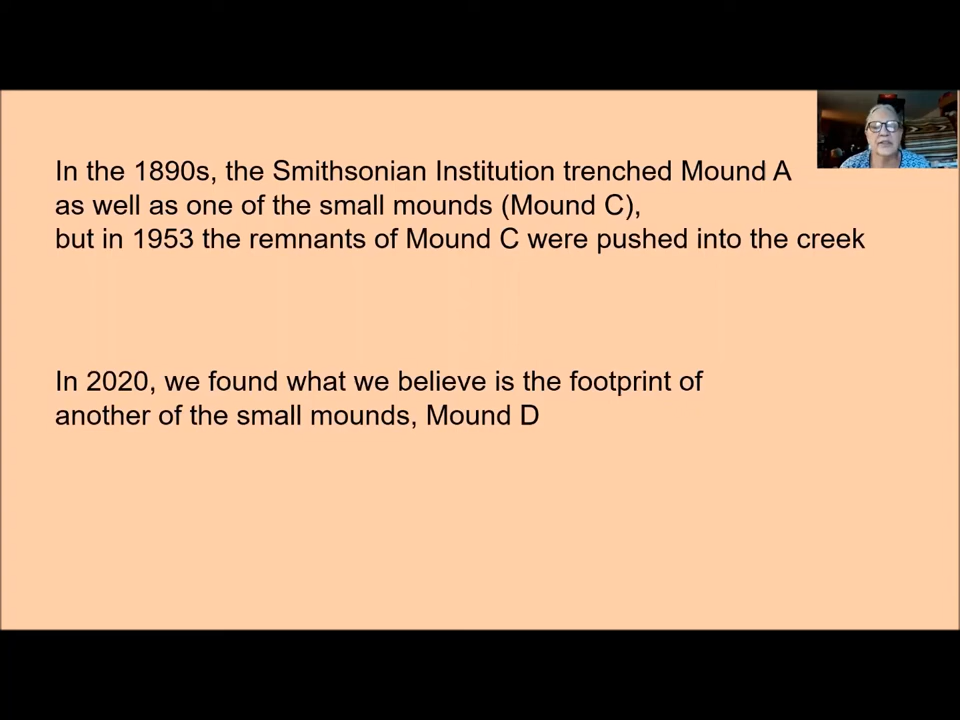 In the 1890s, the Smithsonian Institution trenched Mound A
as well as one of the small mounds (Mound C),
but in 1953 the remnants of Mound C were pushed into the creek
In 2020, we found what we believe is the footprint of
another of the small mounds, Mound D